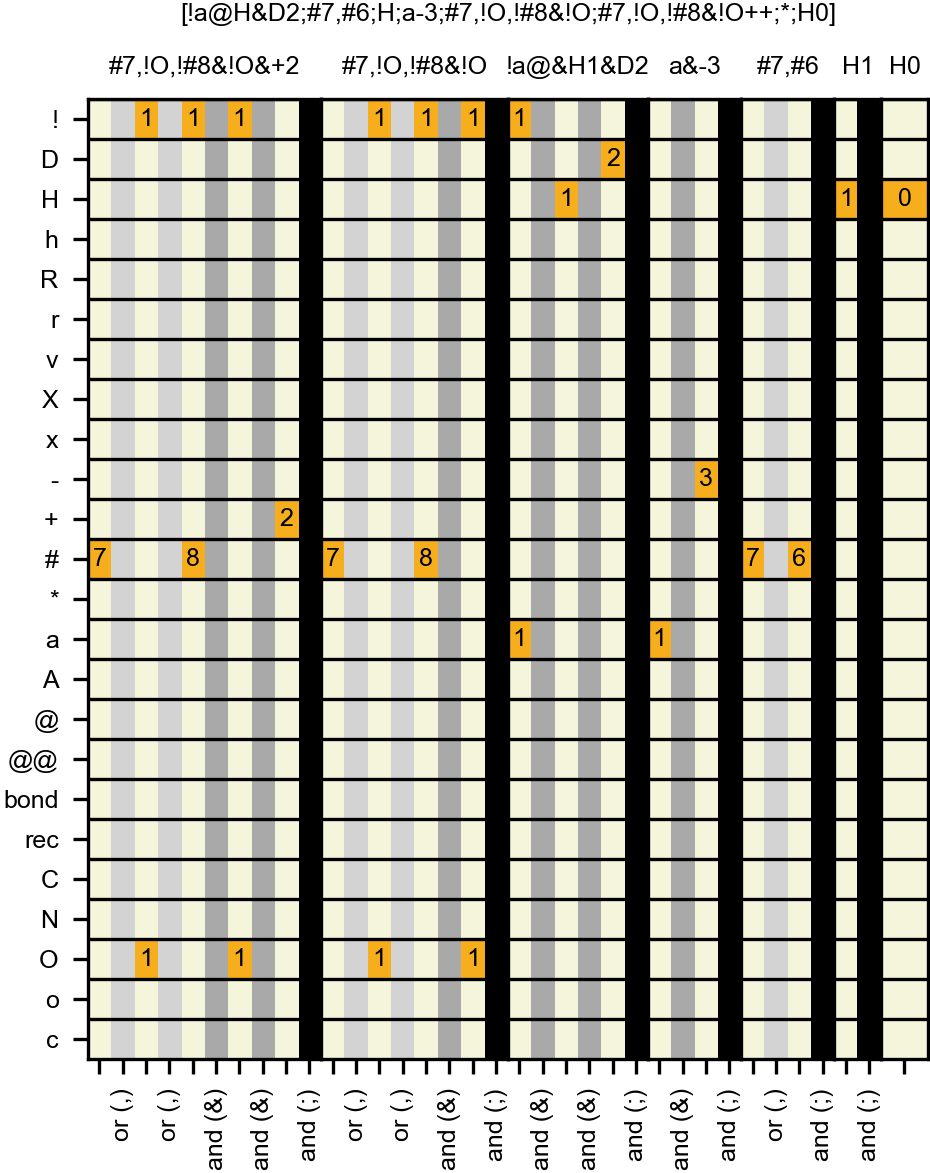 [!a@H&D2;#7,#6;H;a-3;#7,!O,!#8&!O;#7,!O,!#8&!O++;*;H0]
#7,!O,!#8&!O&+2 #7,!O,!#8&!O !a@&H1&D2 a&-3 #7,#6 H1 H0
! 1 1 1 1 1 1 1
D 2
H 1 1 0
h
R
r
v
X
x
- 3
+ 2
# 7 8 7 8 7 6
*
a 1 1
A
@
@@
bond
rec
C
N
O 1 1 1 1
o
c
or (,) or (,) and (&) and (&) and (;) or (,) or (,) and (&) and (;) and (&) and (&) and (;) and (&) and (;) or (,) and (;) and (;)